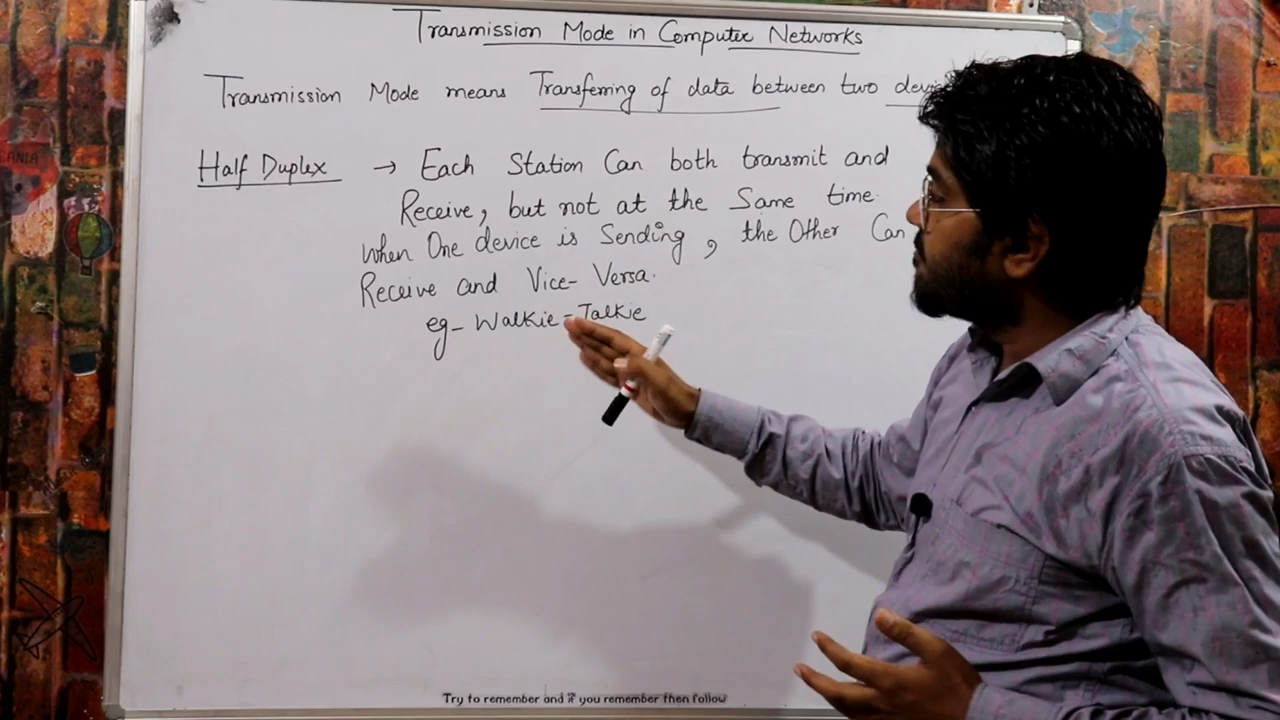 Transmission Mode in Computer Networks
Transmission Mode means Transferring of data between two
Half Duplex → Each Station Can both transmit and
Receive, but not at the Same time.
When One device is Sending, the Other Can
Receive and Vice-Versa.
eg- Walkie-Talkie
Try to remember and if you remember then follow